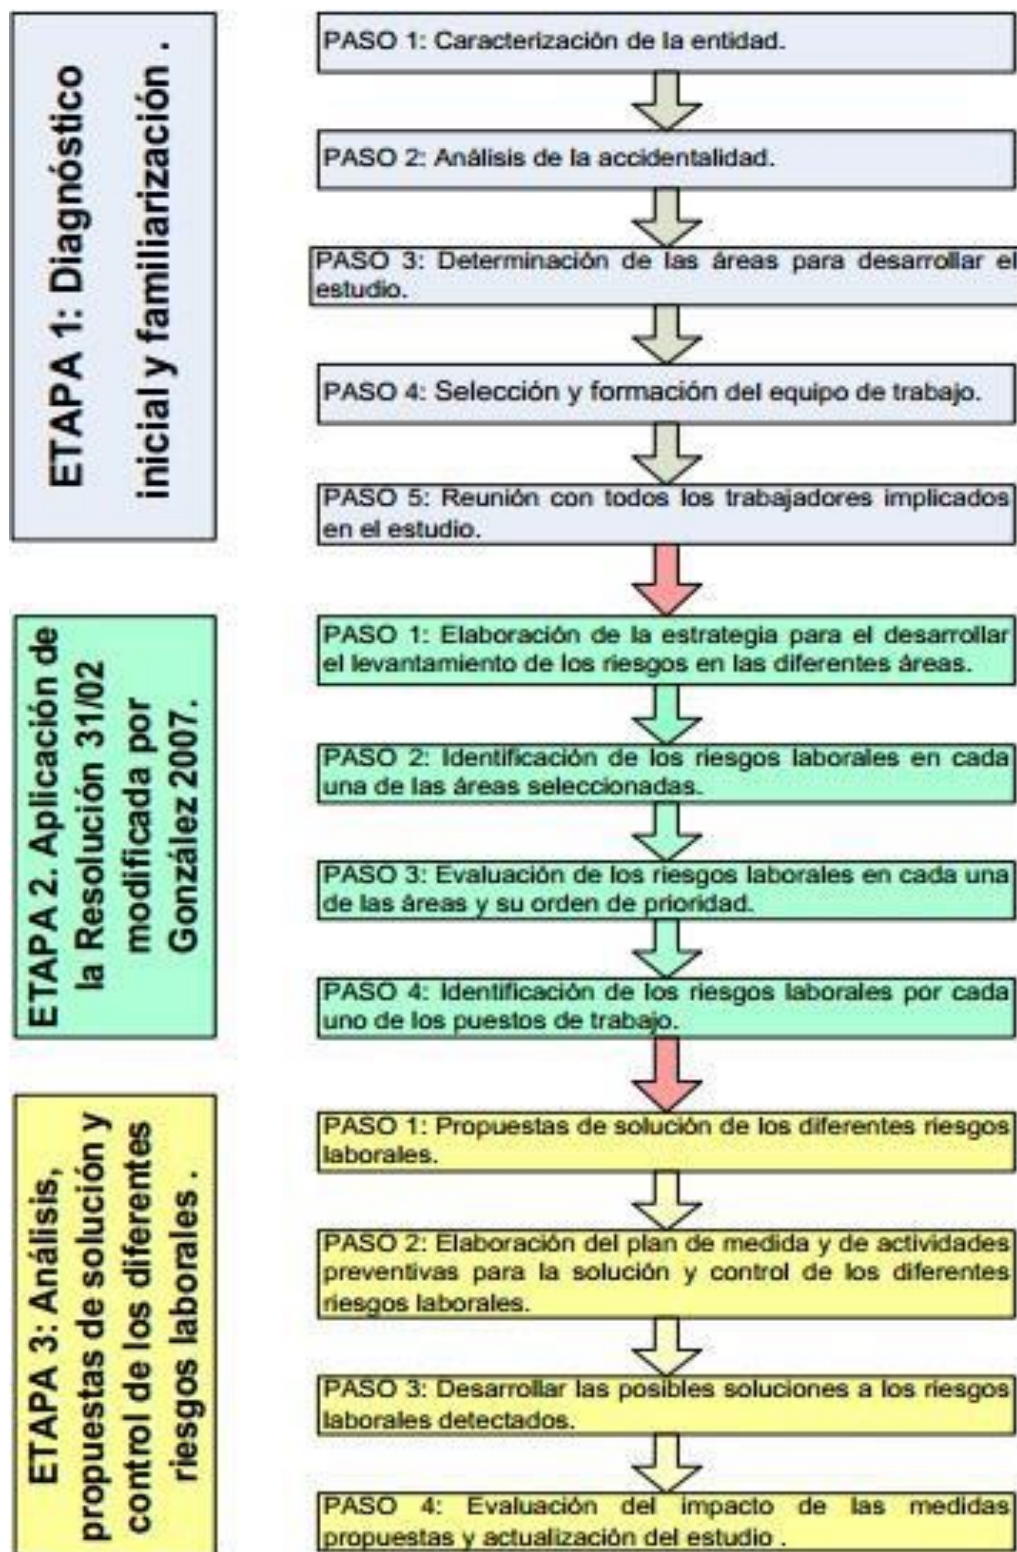 ETAPA 1: Diagnóstico
inicial y familiarización .
PASO 1: Caracterización de la entidad.
PASO 2: Análisis de la accidentalidad.
PASO 3: Determinación de las áreas para desarrollar el
estudio.
PASO 4: Selección y formación del equipo de trabajo.
PASO 5: Reunión con todos los trabajadores implicados
en el estudio.
ETAPA 2. Aplicación de
la Resolución 31/02
modificada por
González 2007.
PASO 1: Elaboración de la estrategia para el desarrollar
el levantamiento de los riesgos en las diferentes áreas.
PASO 2: Identificación de los riesgos laborales en cada
una de las áreas seleccionadas.
PASO 3: Evaluación de los riesgos laborales en cada una
de las áreas y su orden de prioridad.
PASO 4: Identificación de los riesgos laborales por cada
uno de los puestos de trabajo.
ETAPA 3: Análisis,
propuestas de solución y
control de los diferentes
riesgos laborales .
PASO 1: Propuestas de solución de los diferentes riesgos
laborales.
PASO 2: Elaboración del plan de medida y de actividades
preventivas para la solución y control de los diferentes
riesgos laborales.
PASO 3: Desarrollar las posibles soluciones a los riesgos
laborales detectados.
PASO 4: Evaluación del impacto de las medidas
propuestas y actualización del estudio .